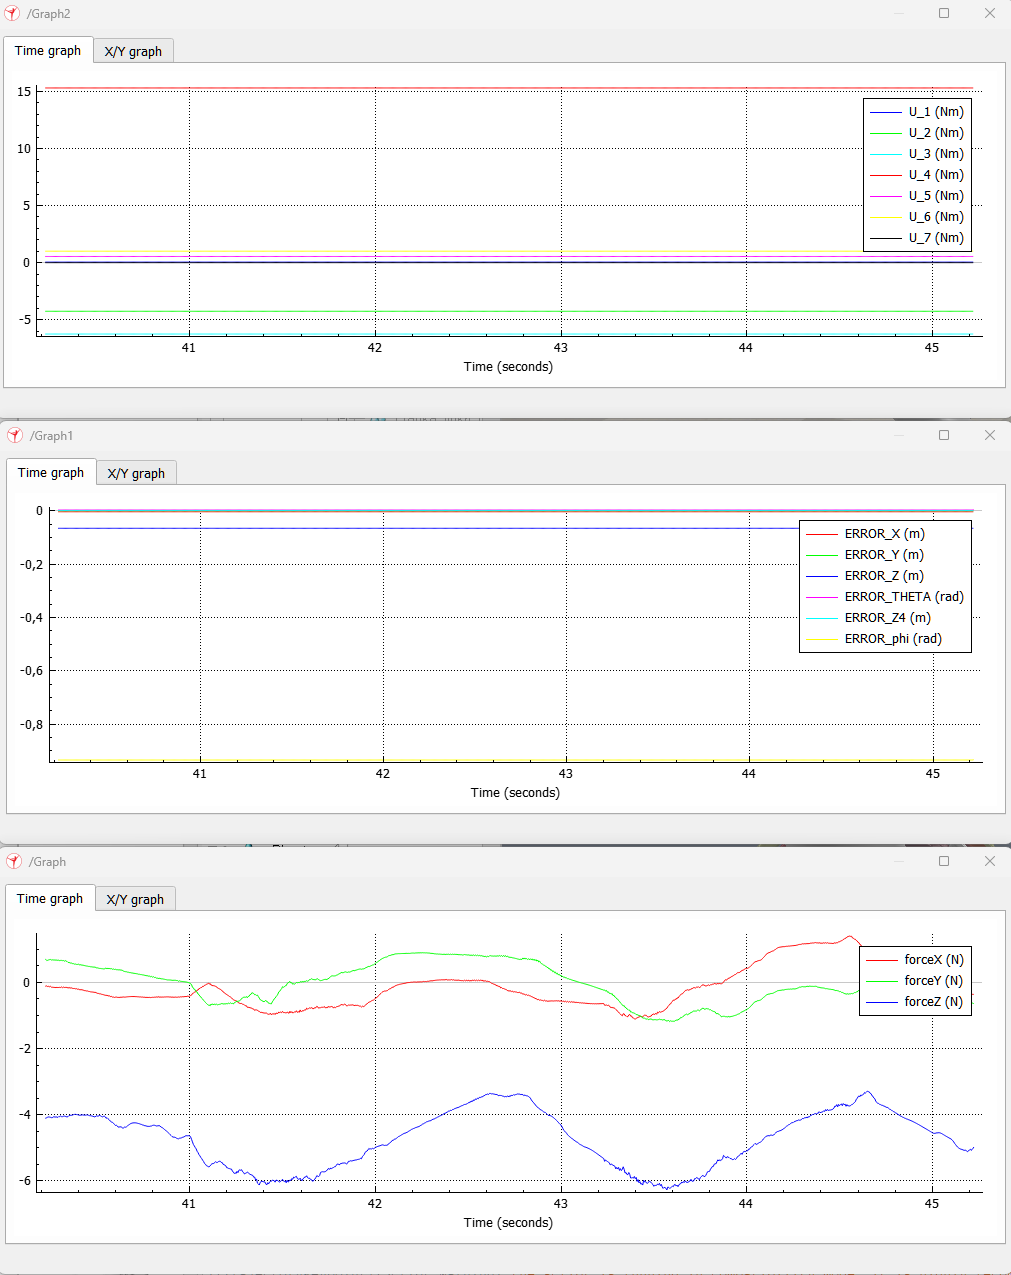 /Graph2
Time graph X/Y graph
15
10
5
0
-5
U_1 (Nm)
U_2 (Nm)
U_3 (Nm)
U_4 (Nm)
U_5 (Nm)
U_6 (Nm)
U_7 (Nm)
41 42 43 44 45
Time (seconds)
/Graph1
Time graph X/Y graph
0
-0,2
-0,4
-0,6
-0,8
ERROR_X (m)
ERROR_Y (m)
ERROR_Z (m)
ERROR_THETA (rad)
ERROR_Z4 (m)
ERROR_phi (rad)
41 42 43 44 45
Time (seconds)
/Graph
Time graph X/Y graph
0
-2
-4
-6
forceX (N)
forceY (N)
forceZ (N)
41 42 43 44 45
Time (seconds)